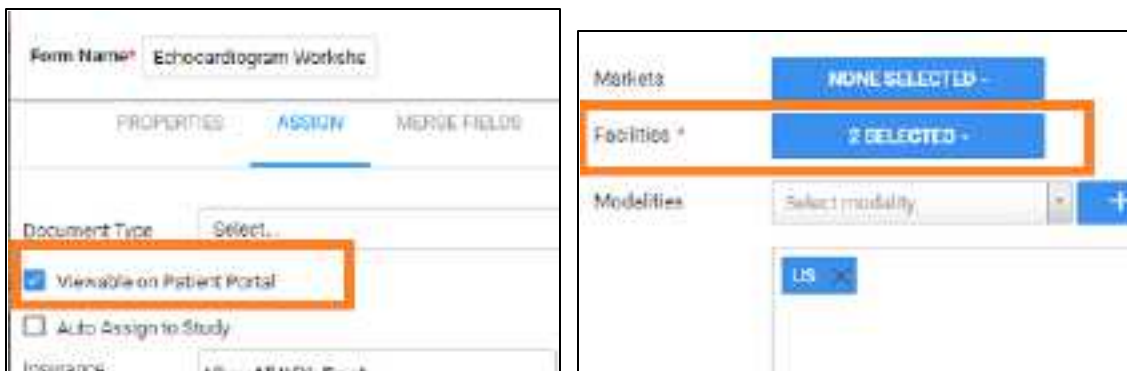 Form Name* Echocardiogram Workshe
PROPERTIES ASSIGN MERGE FIELDS
Document Type Select...
Viewable on Patient Portal
Auto Assign to Study
Insurance
Markets NONE SELECTED
Facilities * 2 SELECTED
Modalities Select modality +
US X